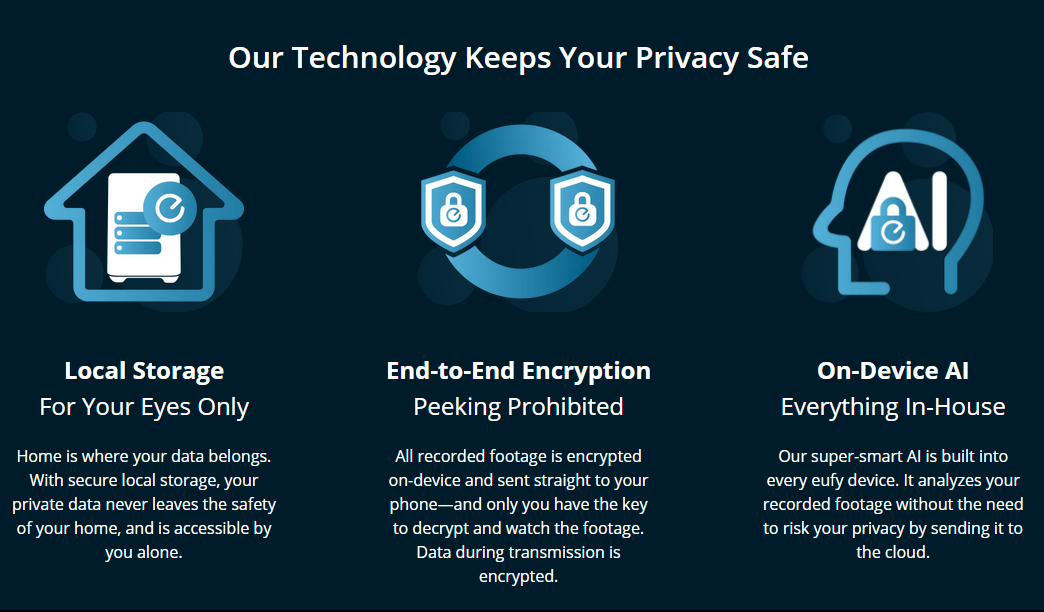 Our Technology Keeps Your Privacy Safe
AI
Local Storage
For Your Eyes Only
Home is where your data belongs.
With secure local storage, your
private data never leaves the safety
of your home, and is accessible by
you alone.
End-to-End Encryption
Peeking Prohibited
All recorded footage is encrypted
on-device and sent straight to your
phone—and only you have the key
to decrypt and watch the footage.
Data during transmission is
encrypted.
On-Device AI
Everything In-House
Our super-smart AI is built into
every eufy device. It analyzes your
recorded footage without the need
to risk your privacy by sending it to
the cloud.